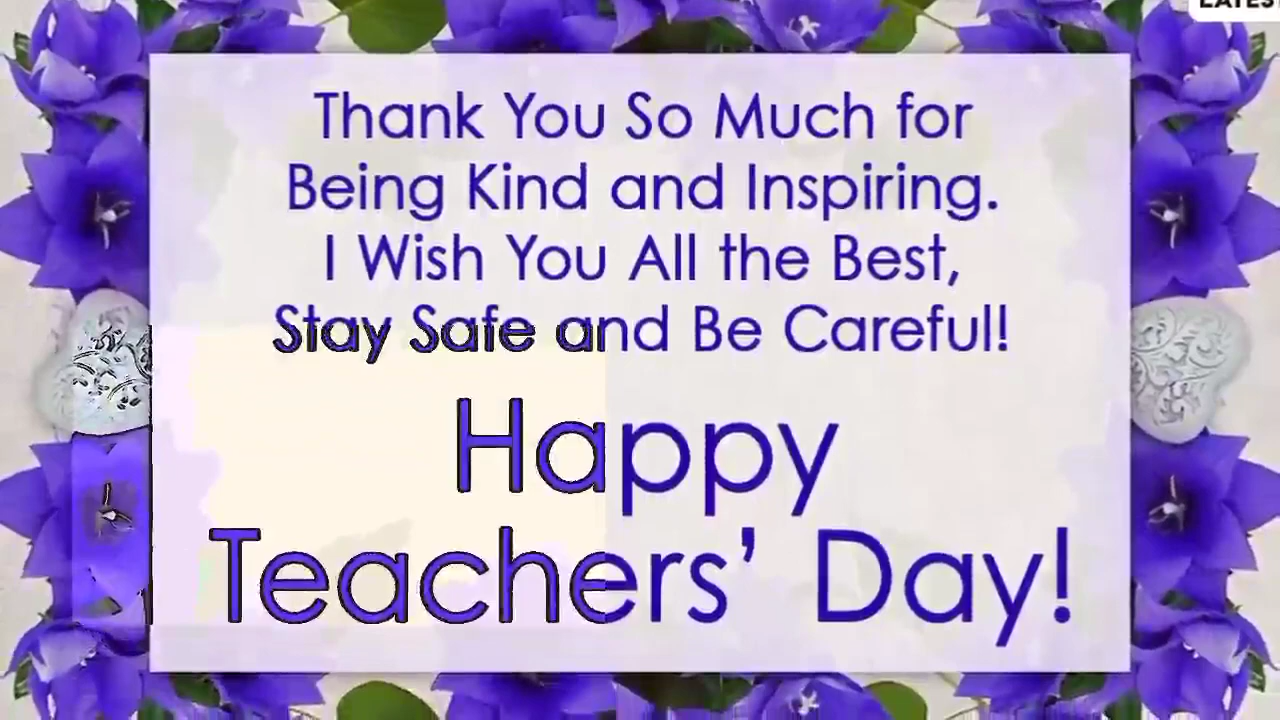 LATEST
Thank You So Much for
Being Kind and Inspiring.
I Wish You All the Best,
Stay Safe and Be Careful!
Happy
Teachers’ Day!